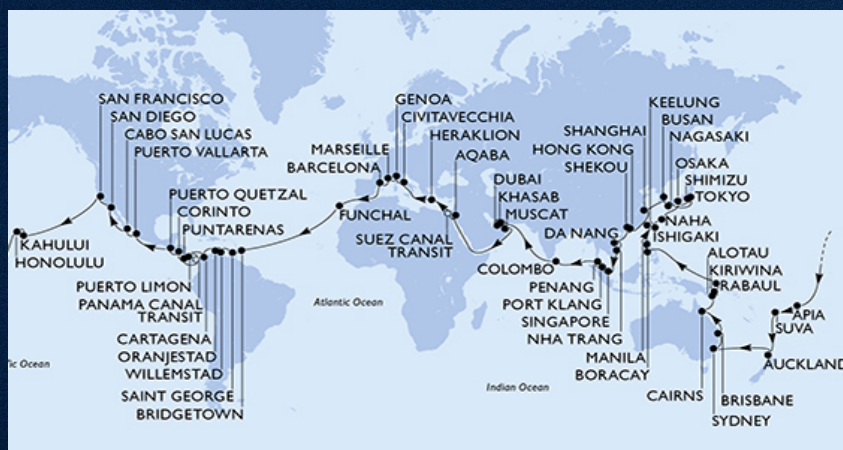 SAN FRANCISCO
SAN DIEGO
CABO SAN LUCAS
PUERTO VALLARTA
PUERTO QUETZAL
CORINTO
PUNTARENAS
KAHULUI
HONOLULU
PUERTO LIMON
PANAMA CANAL
TRANSIT
CARTAGENA
ORANJESTAD
WILLEMSTAD
SAINT GEORGE
BRIDGETOWN
tic Ocean
Atlantic Ocean
GENOA
CIVITAVECCHIA
HERAKLION
AQABA
MARSEILLE
BARCELONA
FUNCHAL
SUEZ CANAL
TRANSIT
DUBAI
KHASAB
MUSCAT
COLOMBO
PENANG
PORT KLANG
SINGAPORE
NHA TRANG
MANILA
BORACAY
Indian Ocean
SHANGHAI
HONG KONG
SHEKOU
DA NANG
KEELUNG
BUSAN
NAGASAKI
OSAKA
SHIMIZU
TOKYO
NAHA
ISHIGAKI
ALOTAU
KIRIWINA
RABAUL
APIA
SUVA
AUCKLAND
CAIRNS
BRISBANE
SYDNEY